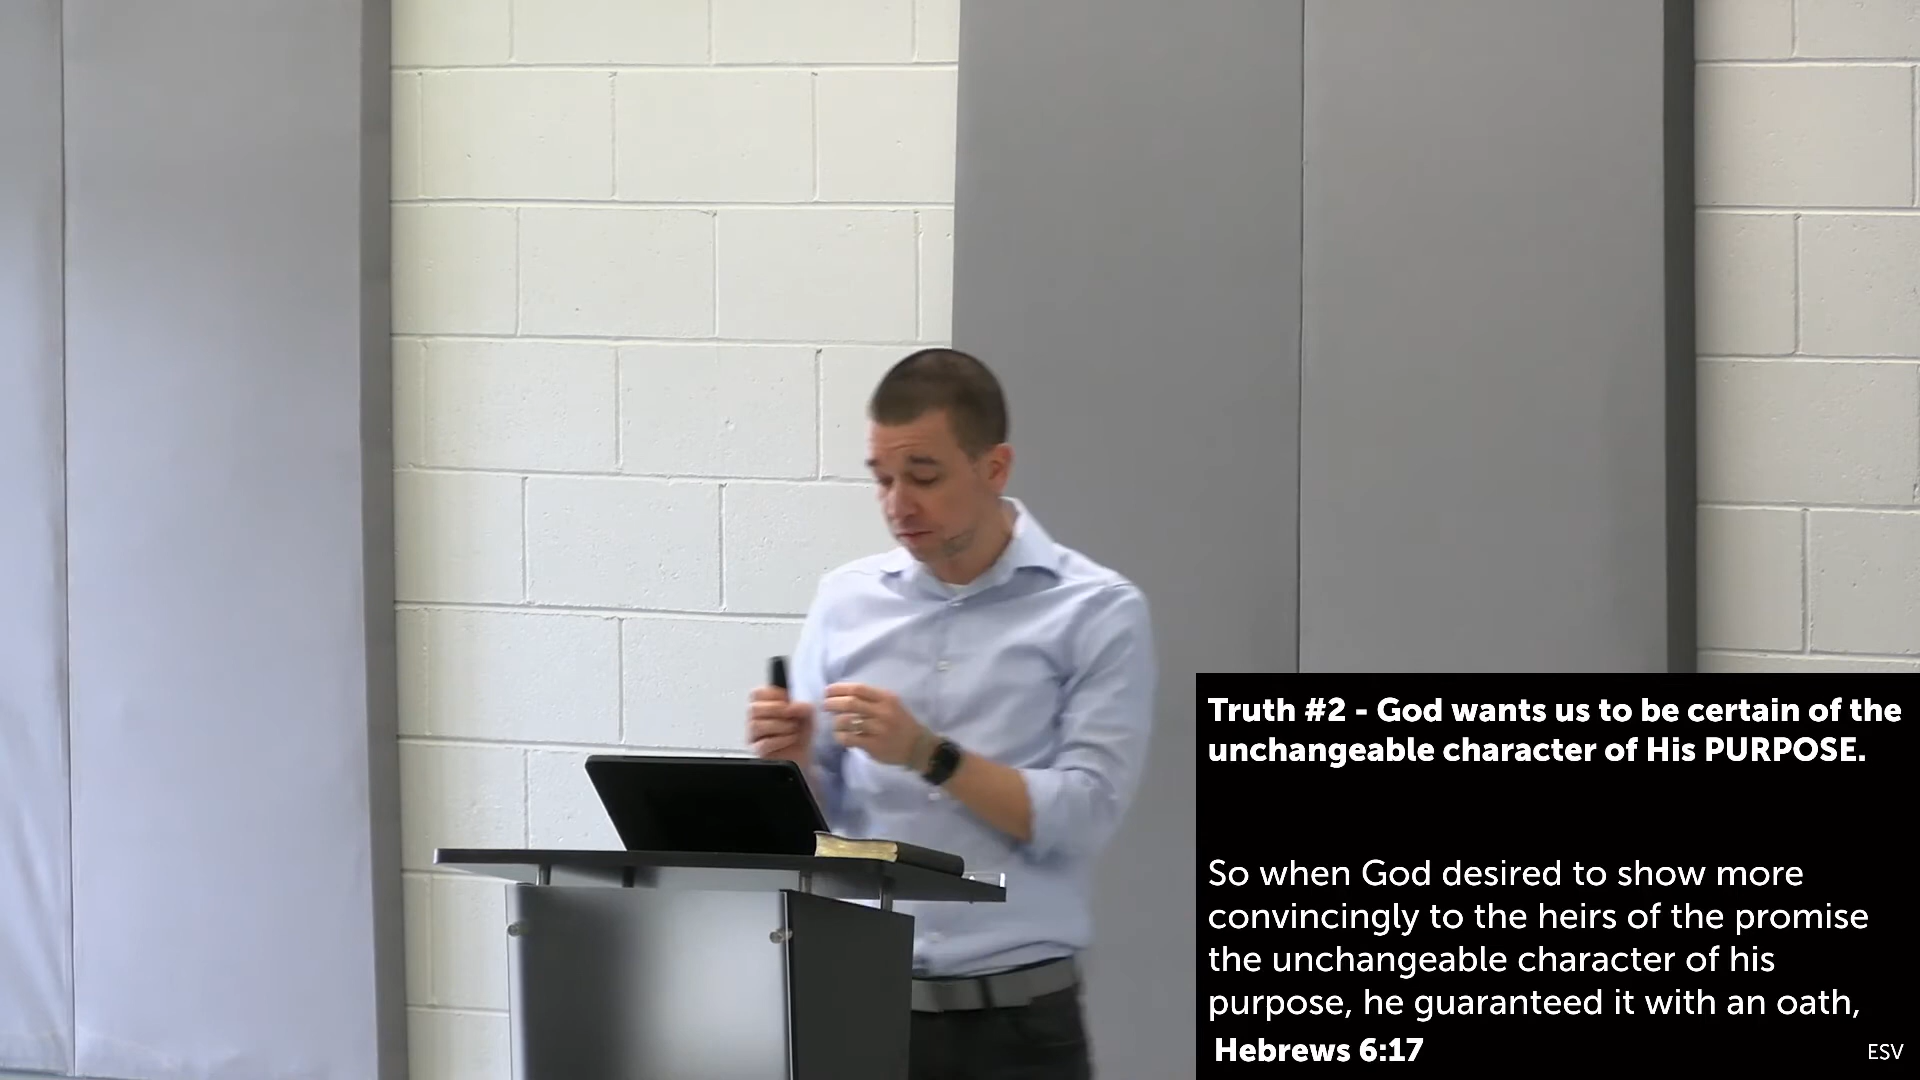 Truth #2 - God wants us to be certain of the
unchangeable character of His PURPOSE.
So when God desired to show more
convincingly to the heirs of the promise
the unchangeable character of his
purpose, he guaranteed it with an oath,
Hebrews 6:17
ESV